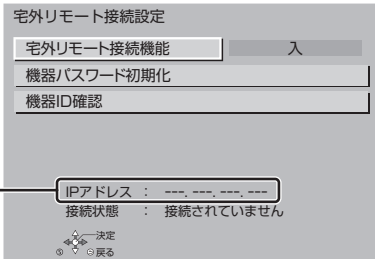 宅外リモート接続設定
宅外リモート接続機能 入
機器パスワード初期化
機器ID確認
IPアドレス : ---. ---. ---. ---
接続状態 : 接続されていません
決定
戻る